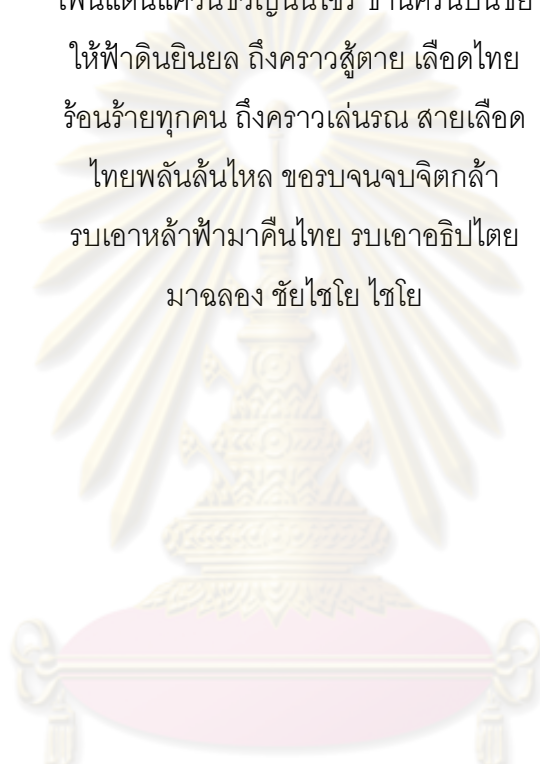 ให้ฟ้าดินยินยล ถึงคราวสู้ตาย เลือดไทย
ร้อนร้ายทุกคน ถึงคราวเล่นรณ สายเลือด
ไทยพลันล้นไหล ขอรบจนจบจิตกล้า
รบเอาหล้าฟ้ามาคืนไทย รบเอาอธิปไตย
มาฉลอง ชัยไชโย ไชโย